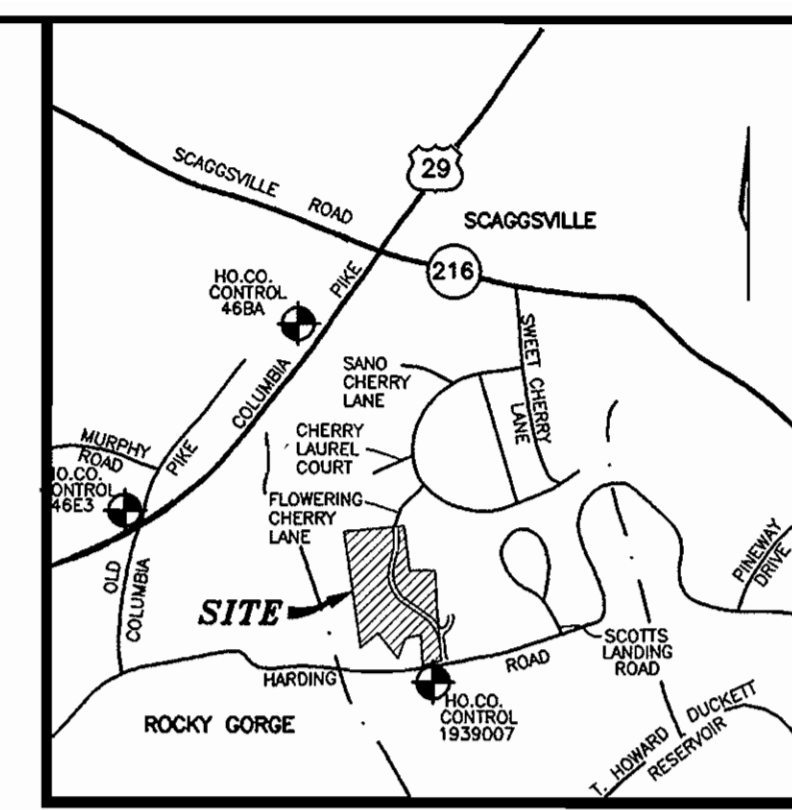 SCAGGSVILLE
ROAD
29
SCAGGSVILLE
216
HO.CO.
CONTROL
46BA
PIKE
COLUMBIA
SANO
CHERRY
LANE
SWEET CHERRY
LANE
CHERRY
LAUREL
COURT
MURPHY
ROAD
PIKE
HO.CO.
CONTROL
46E3
FLOWERING
CHERRY
LANE
OLD
COLUMBIA
SITE
PINEWAY
DRIVE
SCOTTS
LANDING
ROAD
HARDING
ROAD
ROCKY GORGE
HO.CO.
CONTROL
1939007
T. HOWARD DUCKETT
RESERVOIR